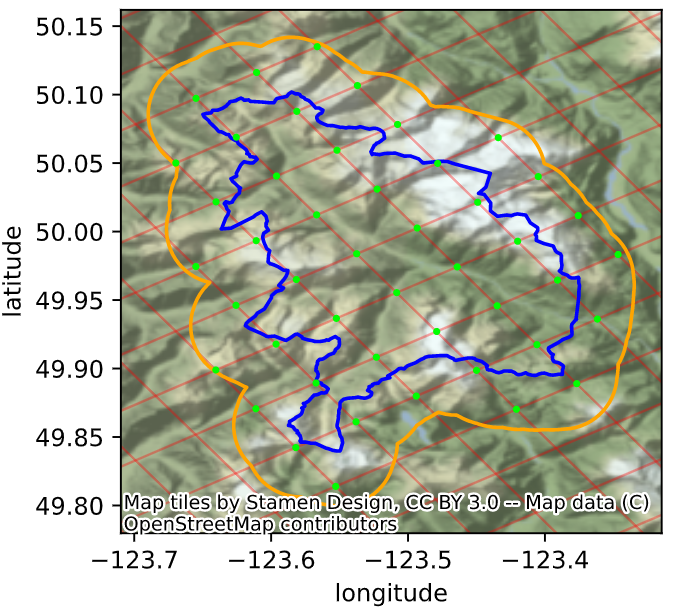 50.15
50.10
50.05
50.00
49.95
49.90
49.85
49.80
latitude
Map tiles by Stamen Design, CC BY 3.0 -- Map data (C)
OpenStreetMap contributors
−123.7 −123.6 −123.5 −123.4
longitude